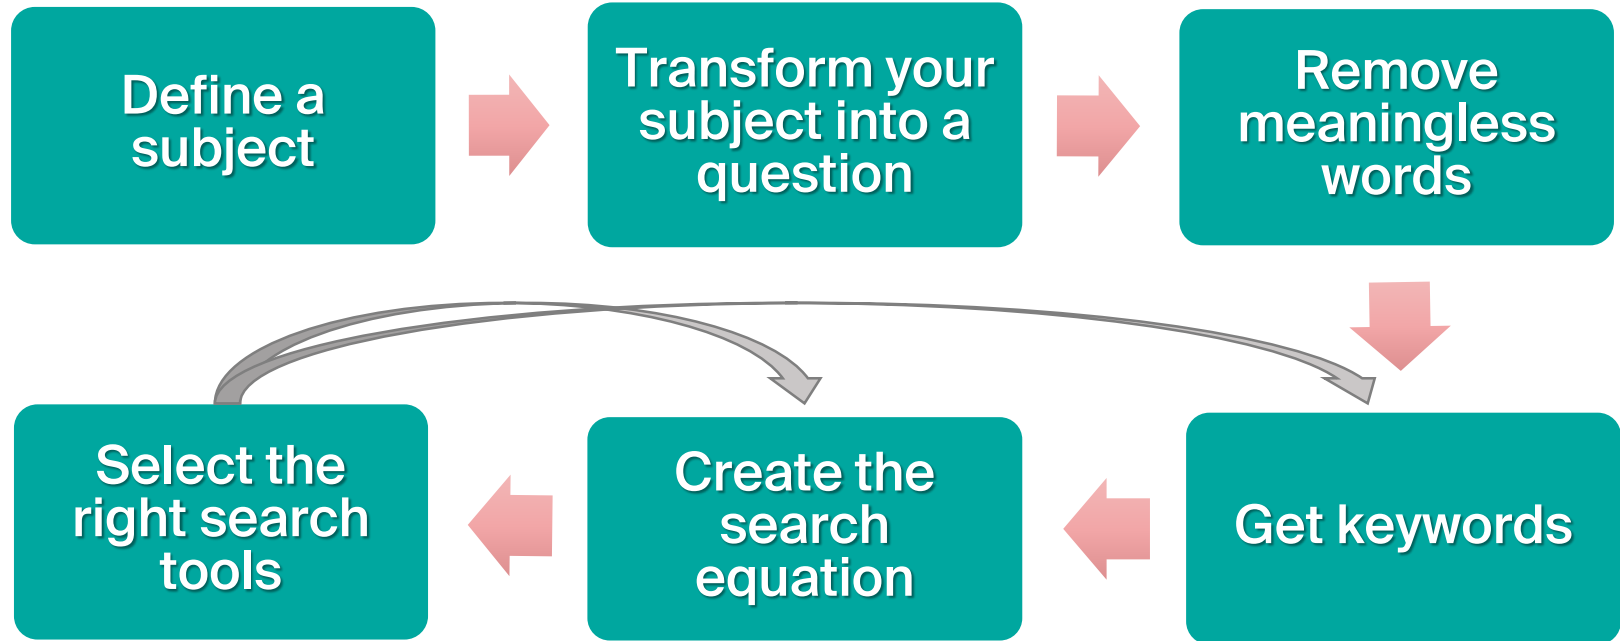 Define a
subject
Transform your
subject into a
question
Remove
meaningless
words
Select the
right search
tools
Create the
search
equation
Get keywords